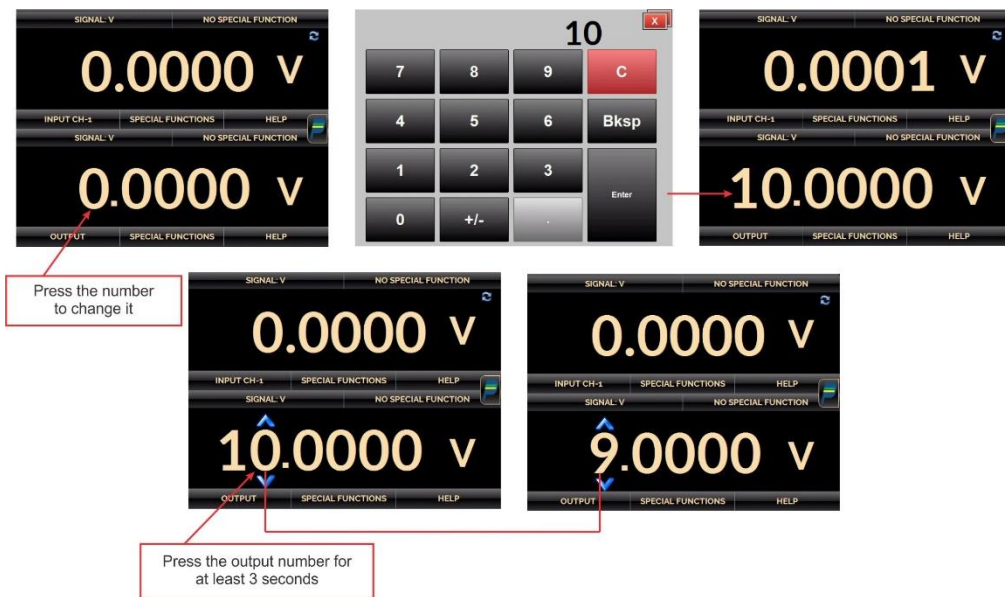 SIGNAL: V NO SPECIAL FUNCTION
0.0000 V
INPUT CH-1 SPECIAL FUNCTIONS HELP
SIGNAL: V NO SPECIAL FUNCTION
0.0000 V
OUTPUT SPECIAL FUNCTIONS HELP
Press the number
to change it
10
X
7 8 9 C
4 5 6 Bksp
1 2 3 Enter
0 +/- .
SIGNAL: V NO SPECIAL FUNCTION
0.0001 V
INPUT CH-1 SPECIAL FUNCTIONS HELP
SIGNAL: V NO SPECIAL FUNCTION
10.0000 V
OUTPUT SPECIAL FUNCTIONS HELP
SIGNAL: V NO SPECIAL FUNCTION
0.0000 V
INPUT CH-1 SPECIAL FUNCTIONS HELP
SIGNAL: V NO SPECIAL FUNCTION
10.0000 V
OUTPUT SPECIAL FUNCTIONS HELP
Press the output number for
at least 3 seconds
SIGNAL: V NO SPECIAL FUNCTION
0.0000 V
INPUT CH-1 SPECIAL FUNCTIONS HELP
SIGNAL: V NO SPECIAL FUNCTION
9.0000 V
OUTPUT SPECIAL FUNCTIONS HELP